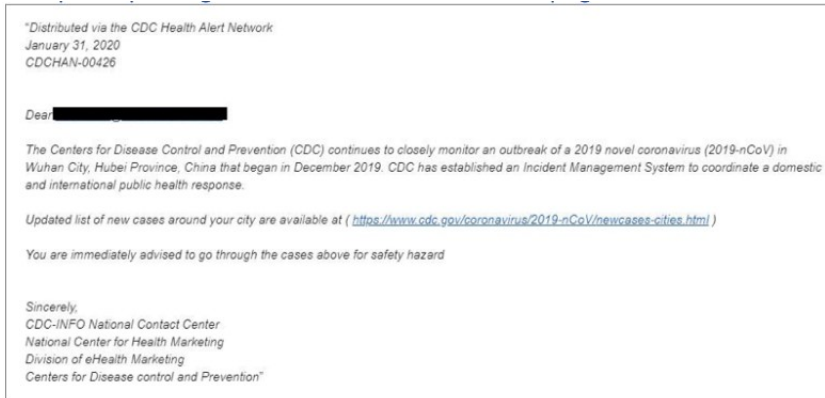 "Distributed via the CDC Health Alert Network
January 31, 2020
CDCHAN-00426
Dear
The Centers for Disease Control and Prevention (CDC) continues to closely monitor an outbreak of a 2019 novel coronavirus (2019-nCoV) in
Wuhan City, Hubei Province, China that began in December 2019. CDC has established an Incident Management System to coordinate a domestic
and international public health response.
Updated list of new cases around your city are available at ( https://www.cdc.gov/coronavirus/2019-nCoV/newcases-cities.html )
You are immediately advised to go through the cases above for safety hazard
Sincerely,
CDC-INFO National Contact Center
National Center for Health Marketing
Division of eHealth Marketing
Centers for Disease control and Prevention"